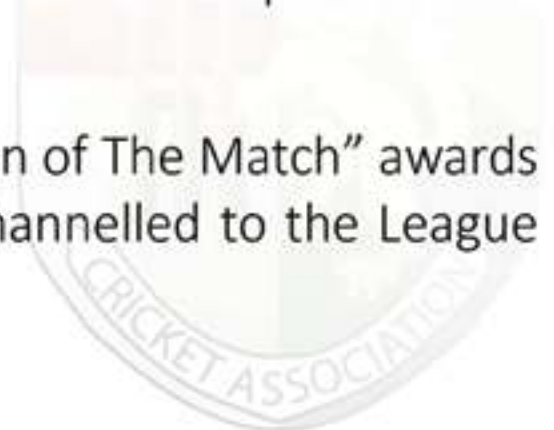 n of The Match” awards
hannelled to the League
CRICKET ASSOCIATION